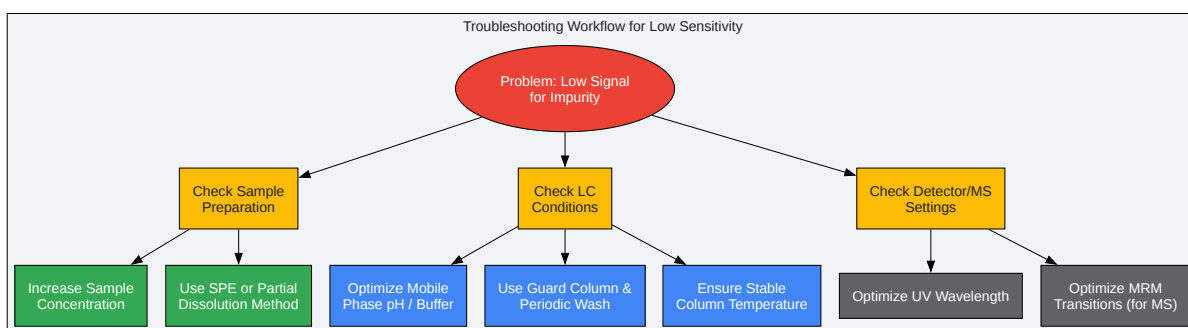 Troubleshooting Workflow for Low Sensitivity
Problem: Low Signal
for Impurity
Check Sample
Preparation
Check LC
Conditions
Check Detector/MS
Settings
Increase Sample
Concentration
Use SPE or Partial
Dissolution Method
Optimize Mobile
Phase pH / Buffer
Use Guard Column &
Periodic Wash
Ensure Stable
Column Temperature
Optimize UV Wavelength
Optimize MRM
Transitions (for MS)